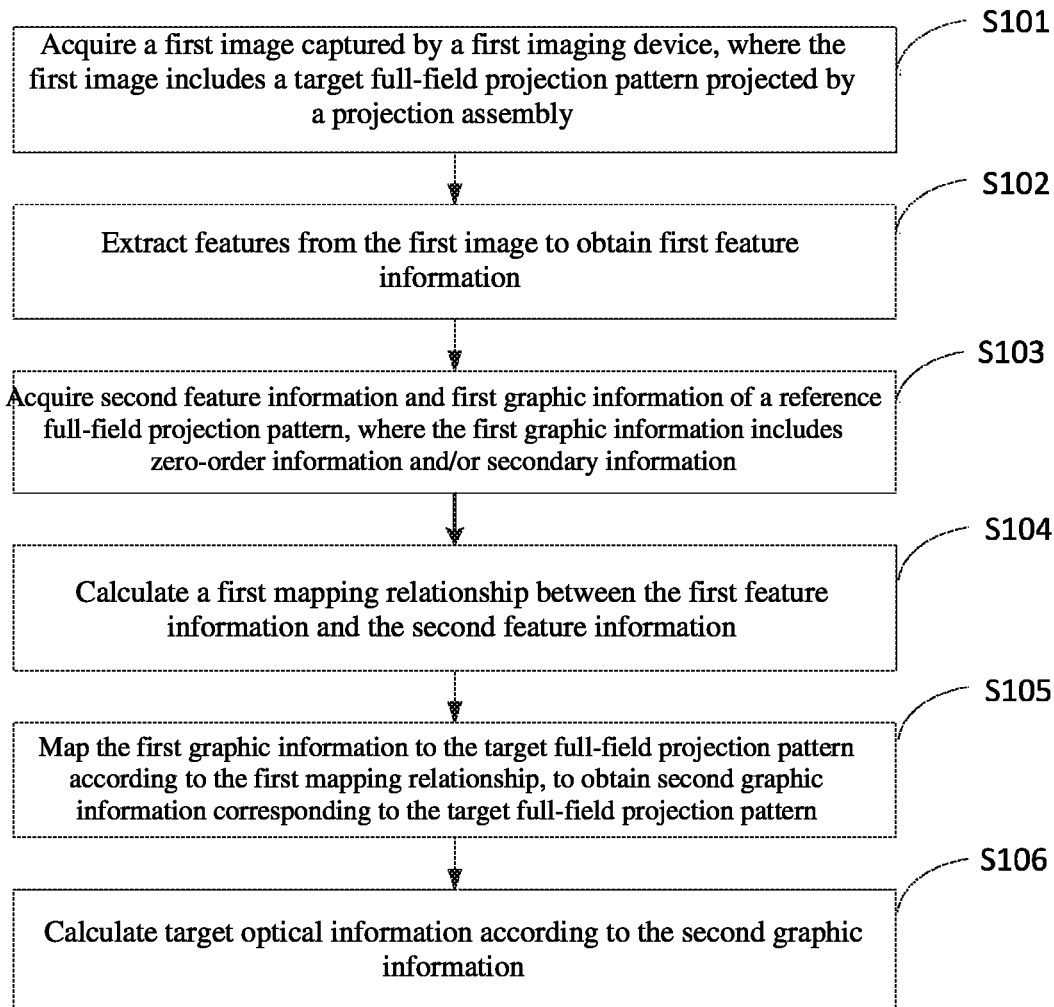 S101
Acquire a first image captured by a first imaging device, where the
first image includes a target full-field projection pattern projected by
a projection assembly
S102
Extract features from the first image to obtain first feature
information
S103
Acquire second feature information and first graphic information of a reference
full-field projection pattern, where the first graphic information includes
zero-order information and/or secondary information
S104
Calculate a first mapping relationship between the first feature
information and the second feature information
S105
Map the first graphic information to the target full-field projection pattern
according to the first mapping relationship, to obtain second graphic
information corresponding to the target full-field projection pattern
S106
Calculate target optical information according to the second graphic
information